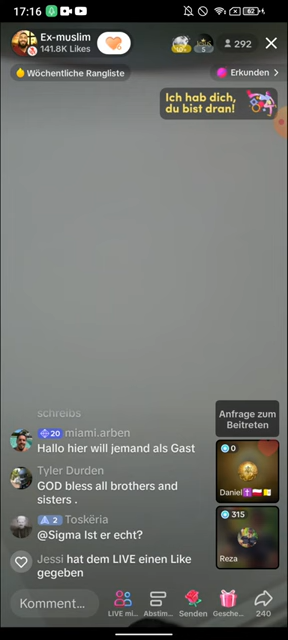 17:16
62
Ex-muslim
141.8K Likes
5
292
Wöchentliche Rangliste
Erkunden
Ich hab dich,
du bist dran!
schreibs
20 miami.arben
Hallo hier will jemand als Gast
Tyler Durden
GOD bless all brothers and
sisters .
2 Toskëria
@Sigma Ist er echt?
Jessi hat dem LIVE einen Like
gegeben
Anfrage zum
Beitreten
0
Daniel
315
Reza
Komment...
LIVE mi...
Abstim...
Senden
Gesche...
240